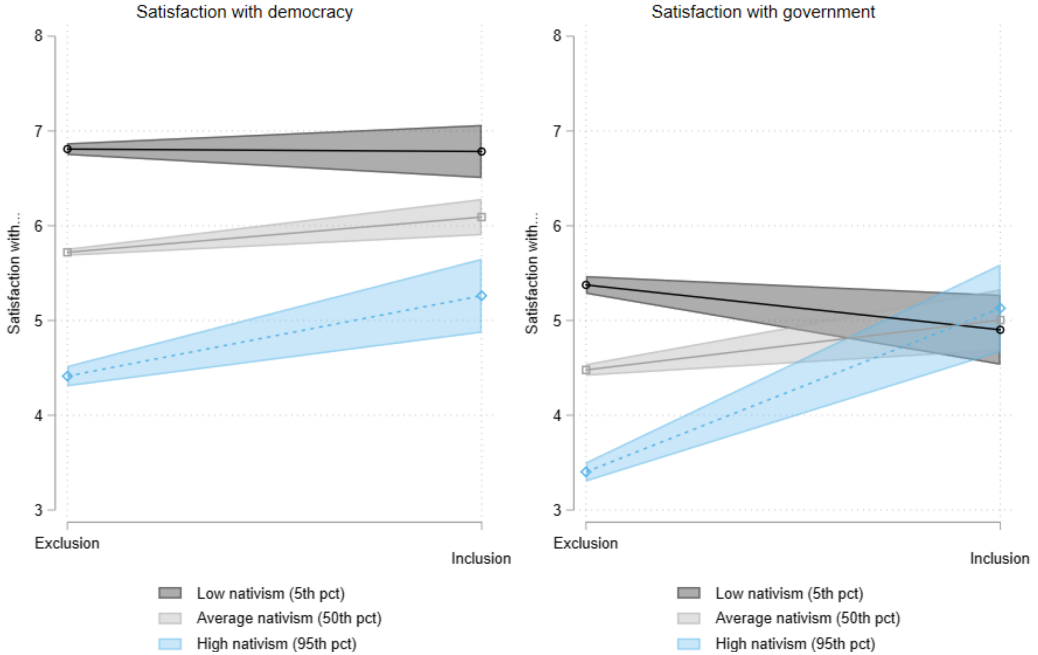 Satisfaction with democracy
8
7
6
5
4
3
Satisfaction with...
Exclusion
Inclusion
Low nativism (5th pct)
Average nativism (50th pct)
High nativism (95th pct)
Satisfaction with government
8
7
6
5
4
3
Satisfaction with...
Exclusion
Inclusion
Low nativism (5th pct)
Average nativism (50th pct)
High nativism (95th pct)